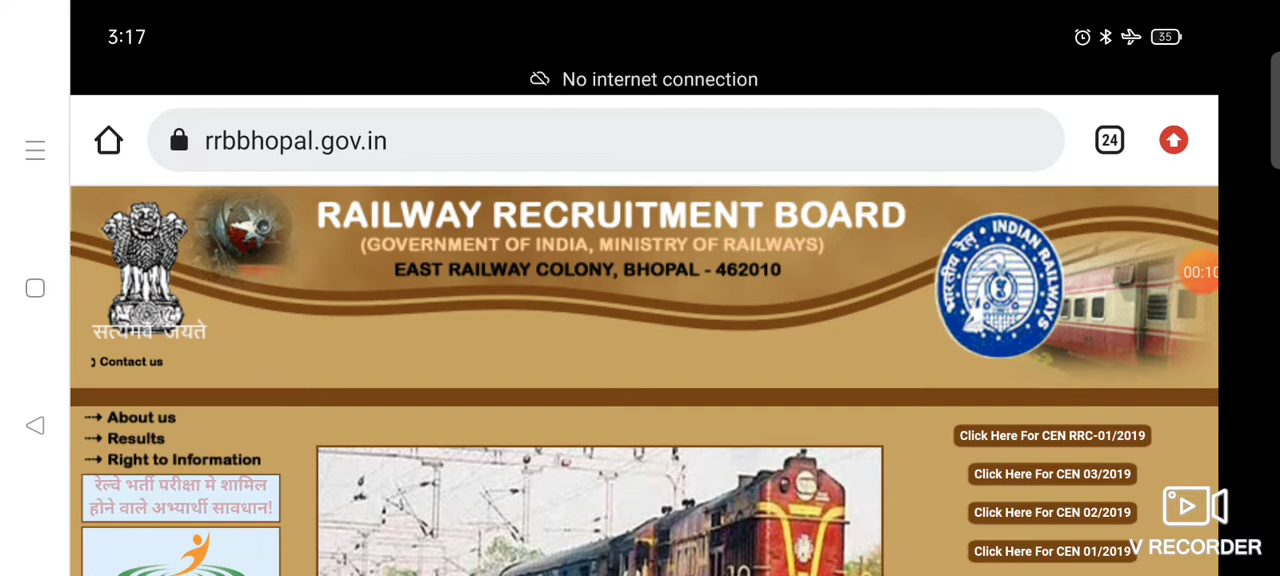 3:17
35
No internet connection
rrbbhopal.gov.in
24
RAILWAY RECRUITMENT BOARD
(GOVERNMENT OF INDIA, MINISTRY OF RAILWAYS)
EAST RAILWAY COLONY, BHOPAL - 462010
INDIAN RAILWAYS
भारतीय रेल
00:10
सत्यमेव जयते
Contact us
About us
Results
Right to Information
रेल्वे भर्ती परीक्षा मे शामिल
होने वाले अभ्यार्थी सावधान!
Click Here For CEN RRC-01/2019
Click Here For CEN 03/2019
Click Here For CEN 02/2019
Click Here For CEN 01/2019
V RECORDER